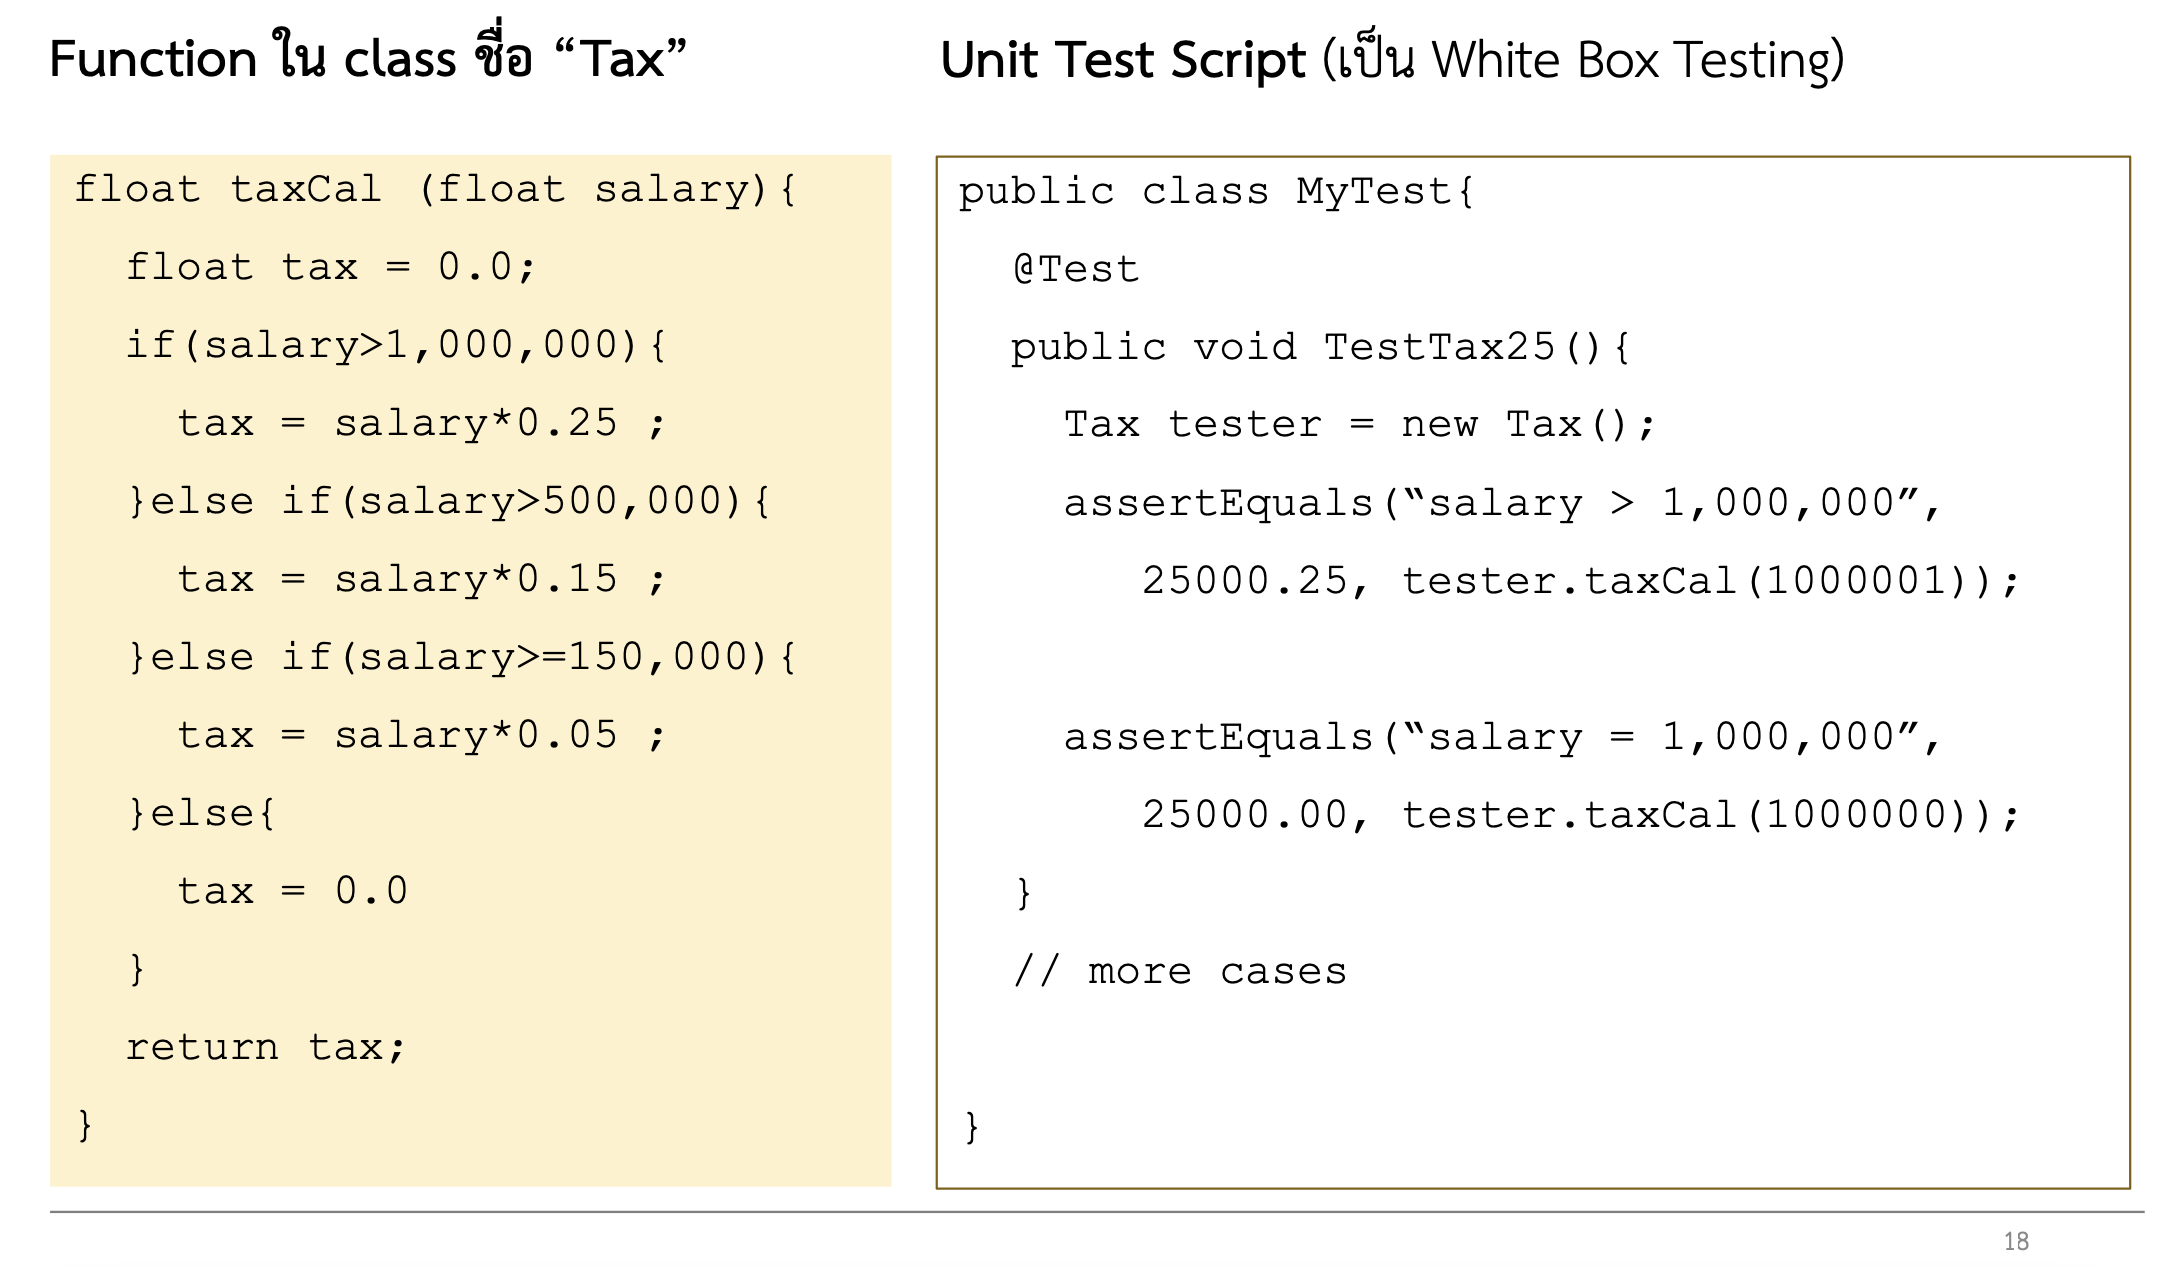 Function ใน class ชื่อ “Tax”
float taxCal (float salary){
float tax = 0.0;
if(salary>1,000,000){
tax = salary*0.25 ;
}else if(salary>500,000){
tax = salary*0.15 ;
}else if(salary>=150,000){
tax = salary*0.05 ;
}else{
tax = 0.0
}
return tax;
}
Unit Test Script (เป็น White Box Testing)
public class MyTest{
@Test
public void TestTax25(){
Tax tester = new Tax();
assertEquals(“salary > 1,000,000”,
25000.25, tester.taxCal(1000001));
assertEquals(“salary = 1,000,000”,
25000.00, tester.taxCal(1000000));
}
// more cases
}
18